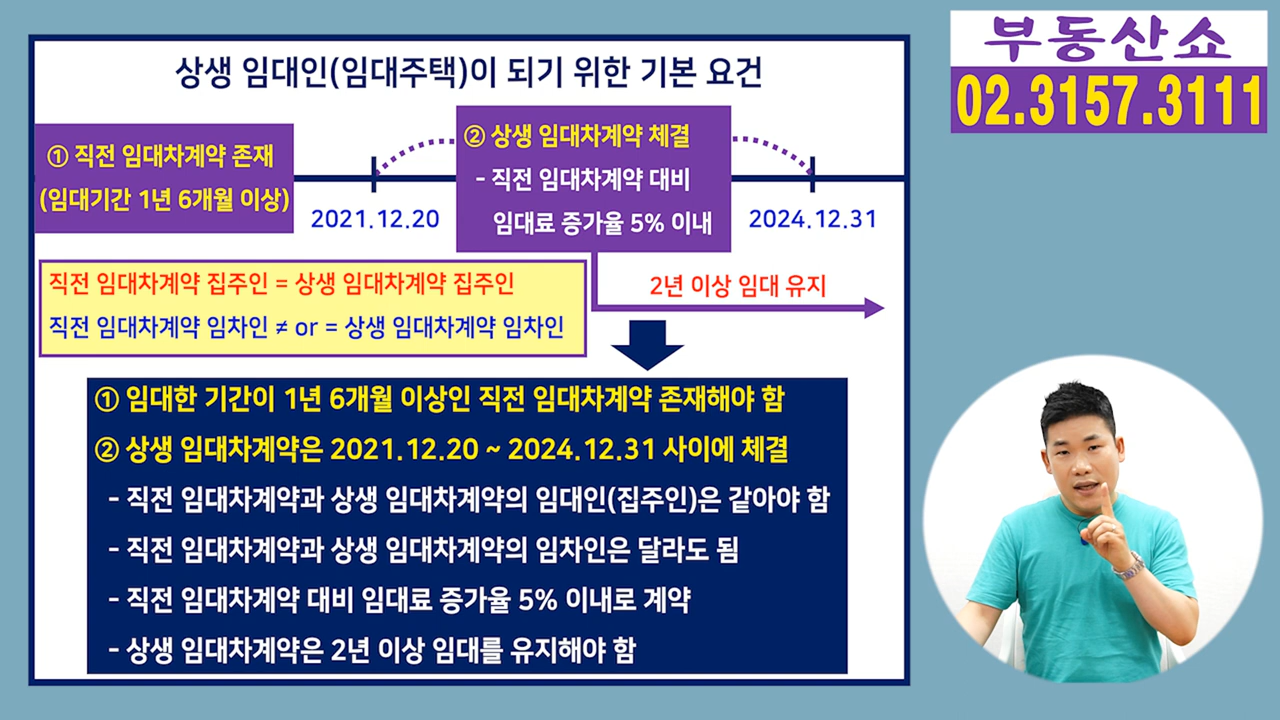 부동산쇼
02.3157.3111
상생 임대인(임대주택)이 되기 위한 기본 요건
① 직전 임대차계약 존재
(임대기간 1년 6개월 이상)
② 상생 임대차계약 체결
- 직전 임대차계약 대비
임대료 증가율 5% 이내
2021.12.20
2024.12.31
직전 임대차계약 집주인 = 상생 임대차계약 집주인
직전 임대차계약 임차인 ≠ or = 상생 임대차계약 임차인
2년 이상 임대 유지
① 임대한 기간이 1년 6개월 이상인 직전 임대차계약 존재해야 함
② 상생 임대차계약은 2021.12.20 ~ 2024.12.31 사이에 체결
- 직전 임대차계약과 상생 임대차계약의 임대인(집주인)은 같아야 함
- 직전 임대차계약과 상생 임대차계약의 임차인은 달라도 됨
- 직전 임대차계약 대비 임대료 증가율 5% 이내로 계약
- 상생 임대차계약은 2년 이상 임대를 유지해야 함